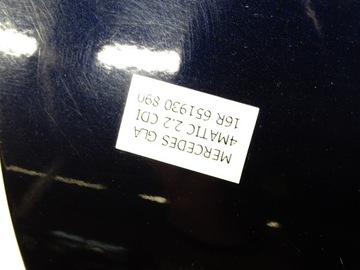 MERCEDES GLA
4MATIC 2.2 CDI
16R 651930 890